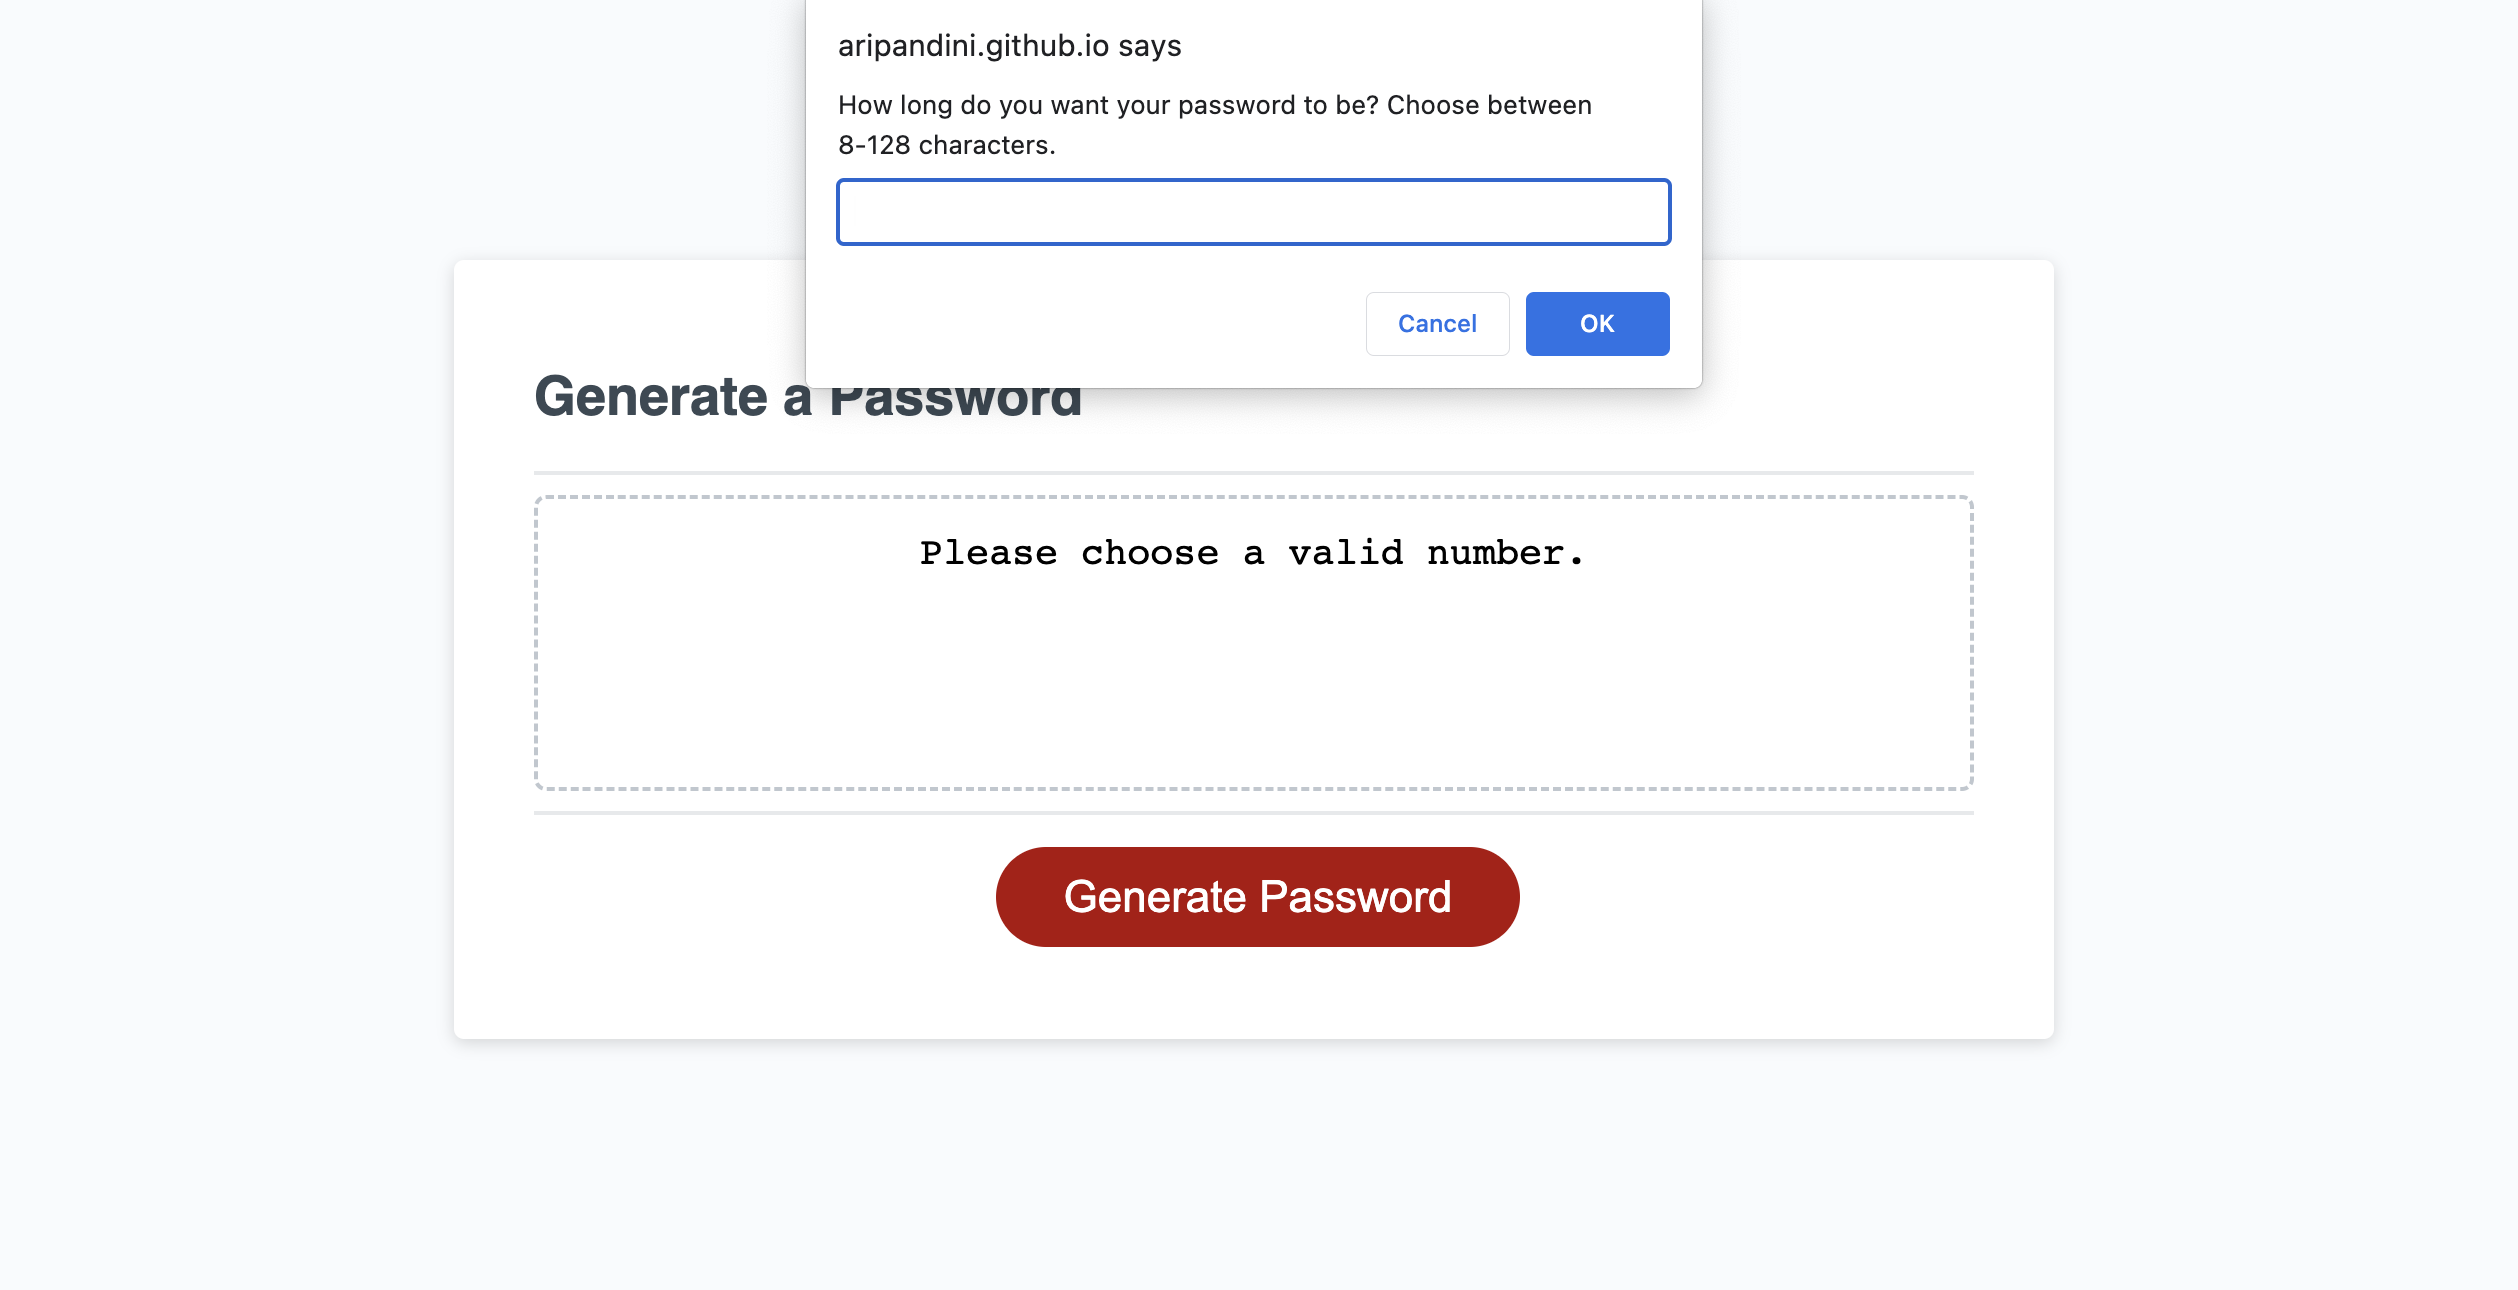 aripandini.github.io says
How long do you want your password to be? Choose between
8-128 characters.
Cancel
OK
Generate a Password
Please choose a valid number.
Generate Password